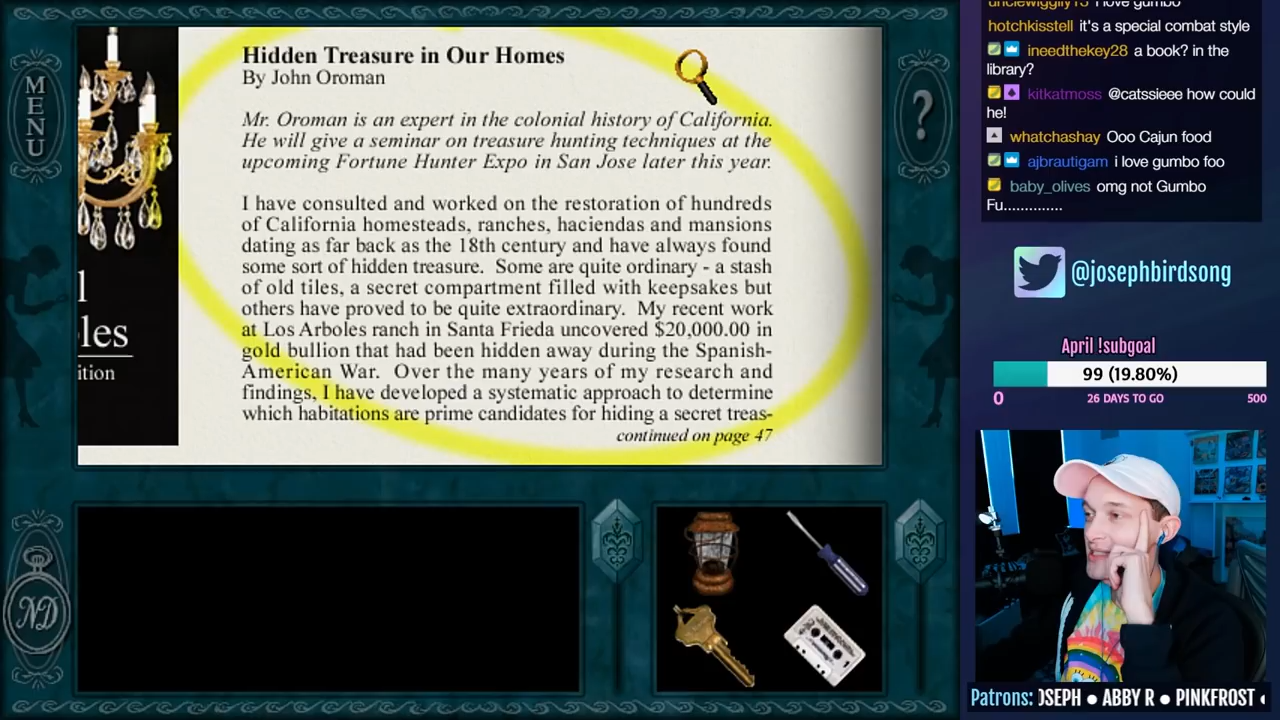 MENU
Hidden Treasure in Our Homes
By John Oroman
Mr. Oroman is an expert in the colonial history of California.
He will give a seminar on treasure hunting techniques at the
upcoming Fortune Hunter Expo in San Jose later this year.
I have consulted and worked on the restoration of hundreds
of California homesteads, ranches, haciendas and mansions
dating as far back as the 18th century and have always found
some sort of hidden treasure. Some are quite ordinary - a stash
of old tiles, a secret compartment filled with keepsakes but
others have proved to be quite extraordinary. My recent work
at Los Arboles ranch in Santa Frieda uncovered $20,000.00 in
gold bullion that had been hidden away during the Spanish-
American War. Over the many years of my research and
findings, I have developed a systematic approach to determine
which habitations are prime candidates for hiding a secret treas-
continued on page 47
l
les
ition
?
ND
unclewiggily13 i love gumbo
hotchkisstell it's a special combat style
ineedthekey28 a book? in the
library?
kitkatmoss @catssieee how could
he!
whatchashay Ooo Cajun food
ajbrautigam i love gumbo foo
baby_olives omg not Gumbo
Fu.............
@josephbirdsong
April !subgoal
99 (19.80%)
0 26 DAYS TO GO 500
Patrons: OSEPH ● ABBY R ● PINKFROST